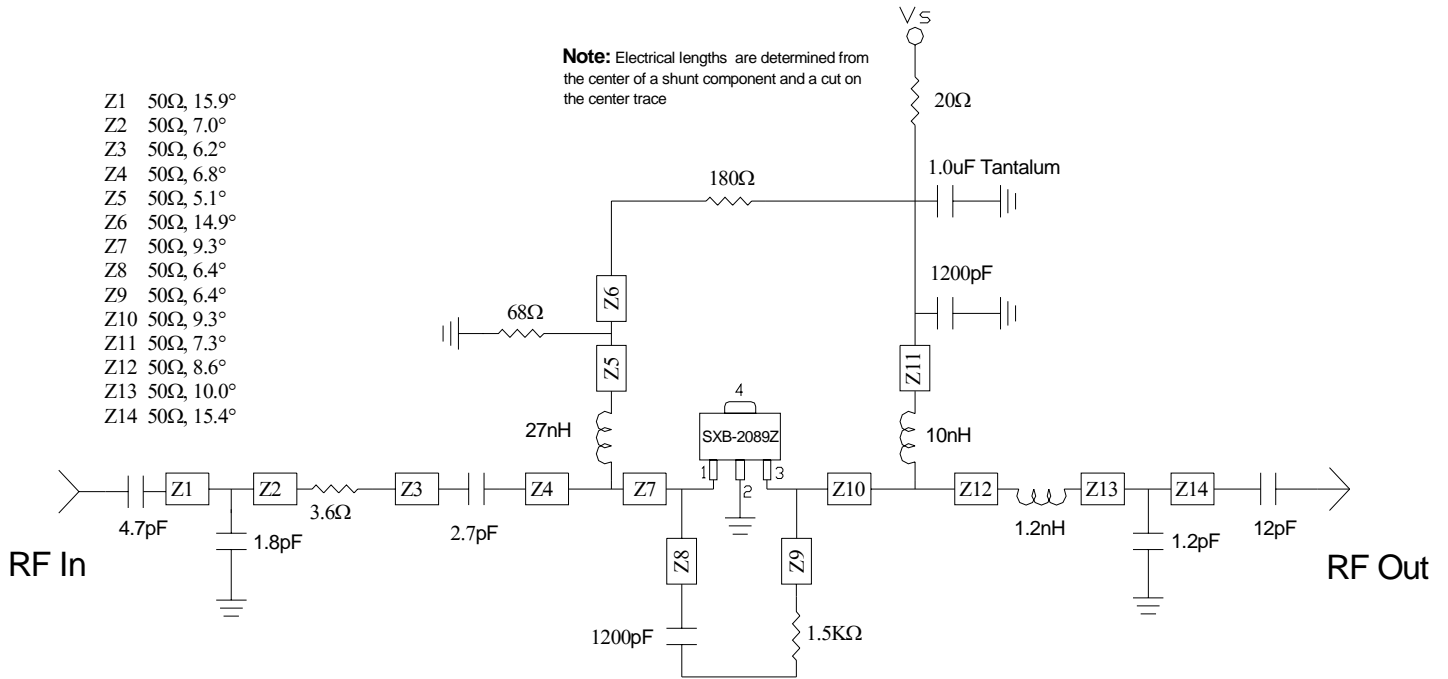 Vs
Note: Electrical lengths are determined from
the center of a shunt component and a cut on
the center trace
Z1 50Ω, 15.9°
Z2 50Ω, 7.0°
Z3 50Ω, 6.2°
Z4 50Ω, 6.8°
Z5 50Ω, 5.1°
Z6 50Ω, 14.9°
Z7 50Ω, 9.3°
Z8 50Ω, 6.4°
Z9 50Ω, 6.4°
Z10 50Ω, 9.3°
Z11 50Ω, 7.3°
Z12 50Ω, 8.6°
Z13 50Ω, 10.0°
Z14 50Ω, 15.4°
20Ω
180Ω
1.0uF Tantalum
1200pF
Z6
68Ω
Z5
Z11
4
27nH
SXB-2089Z
10nH
1
2
3
Z1
Z2
Z3
Z4
Z7
Z10
Z12
Z13
Z14
4.7pF
3.6Ω
2.7pF
1.2nH
12pF
1.8pF
1.2pF
RF In
Z8
Z9
RF Out
1200pF
1.5KΩ